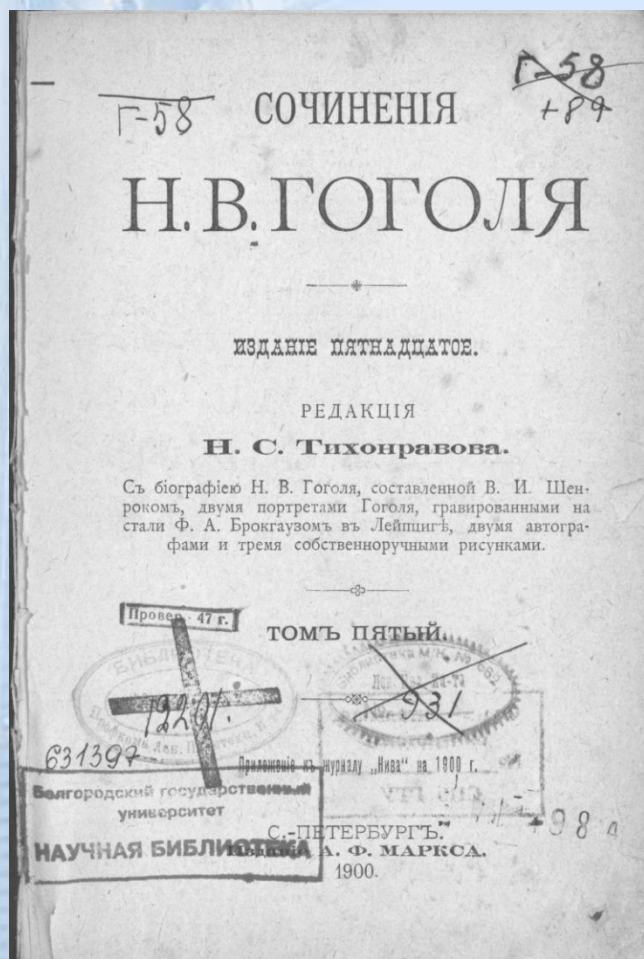 Г-58
Г-58
+89
СОЧИНЕНІЯ
Н. В. ГОГОЛЯ
ИЗДАНІЕ ПЯТНАДЦАТОЕ.
РЕДАКЦІЯ
Н. С. Тихонравова.
Съ біографіею Н. В. Гоголя, составленной В. И. Шен-
рокомъ, двумя портретами Гоголя, гравированными на
стали Ф. А. Брокгаузомъ въ Лейпцигѣ, двумя автогра-
фами и тремя собственноручными рисунками.
Провер. 47 г.
ТОМЪ ПЯТЫЙ.
БИБЛИОТЕКА
931
631397
Приложеніе къ журналу „Нива“ на 1900 г.
Белгородский государственный
университет
НАУЧНАЯ БИБЛИОТЕКА
С.-ПЕТЕРБУРГЪ.
Изданіе А. Ф. МАРКСА.
1900.